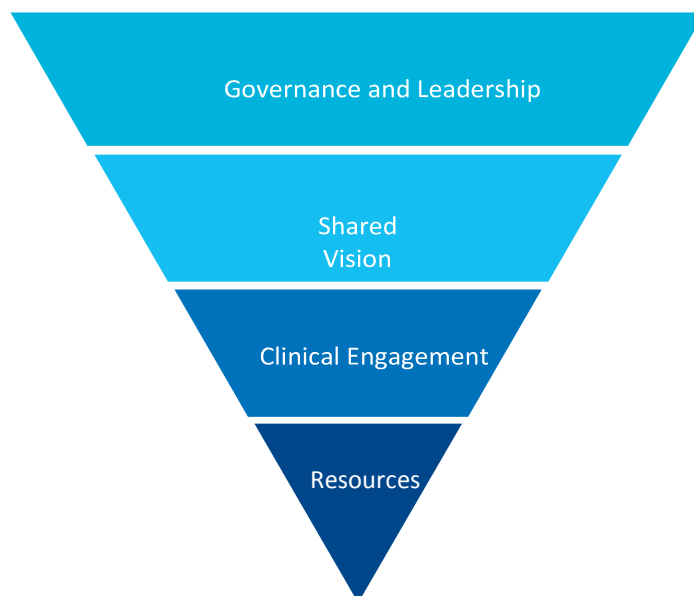 Governance and Leadership
Shared
Vision
Clinical Engagement
Resources